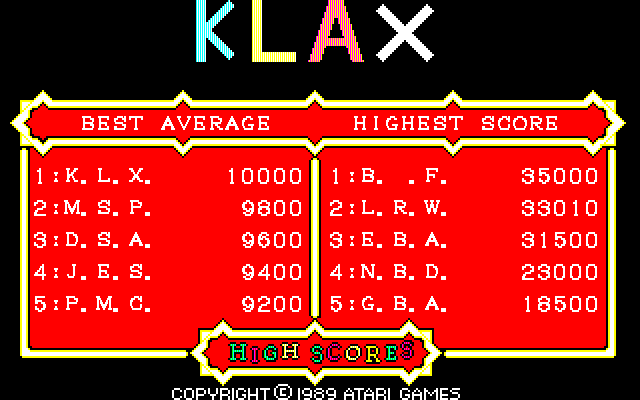 KLAX
BEST AVERAGE HIGHEST SCORE
1:K. L. X. 10000 1:B. . F. 35000
2:M. S. P. 9800 2:L. R. W. 33010
3:D. S. A. 9600 3:E. B. A. 31500
4:J. E. S. 9400 4:N. B. D. 23000
5:P. M. C. 9200 5:G. B. A. 18500
HIGH SCORES
COPYRIGHT © 1989 ATARI GAMES